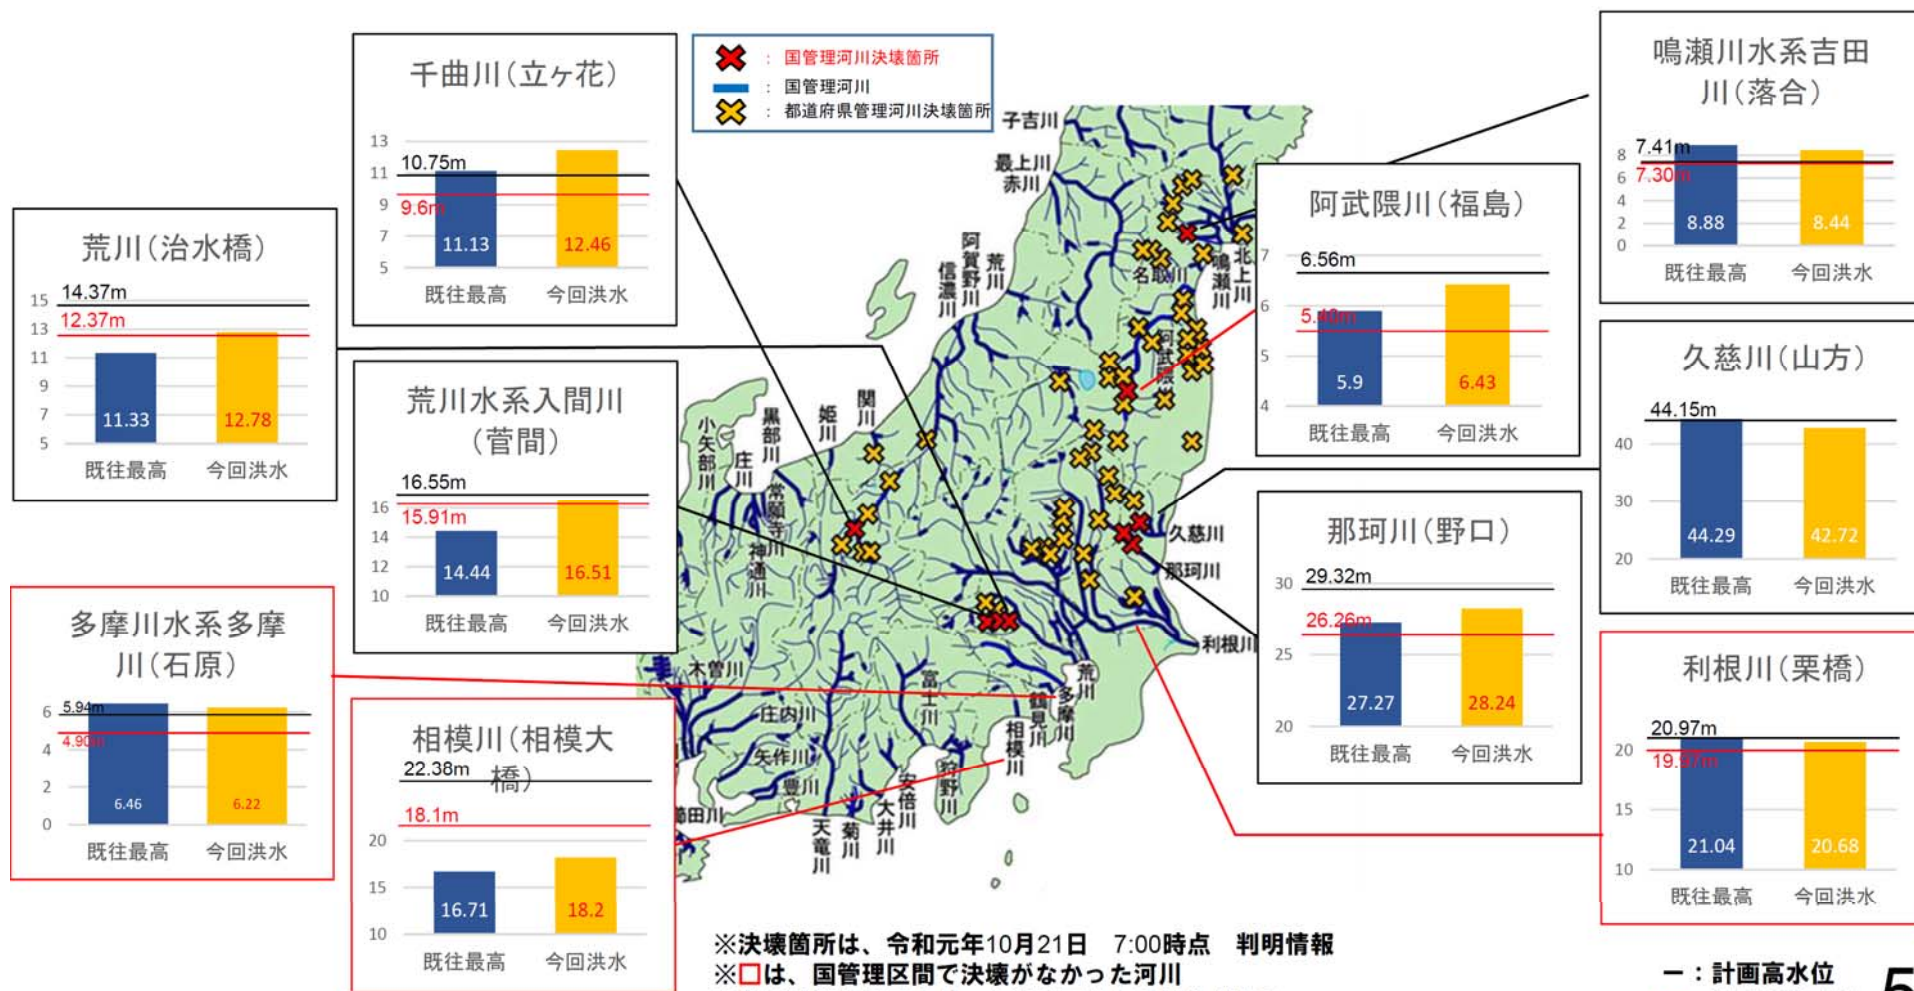 千曲川（立ヶ花）
13
11
9
7
5
10.75m
9.6m
11.13
12.46
既往最高
今回洪水
：国管理河川決壊箇所
：国管理河川
：都道府県管理河川決壊箇所
鳴瀬川水系吉田
川（落合）
8
6
4
2
0
7.41m
7.30m
8.88
8.44
既往最高
今回洪水
荒川（治水橋）
15
13
11
9
7
5
14.37m
12.37m
11.33
12.78
既往最高
今回洪水
阿武隈川（福島）
7
6
5
4
6.56m
5.40m
5.9
6.43
既往最高
今回洪水
荒川水系入間川
（菅間）
16
14
12
10
16.55m
15.91m
14.44
16.51
既往最高
今回洪水
久慈川（山方）
40
30
20
44.15m
44.29
42.72
既往最高
今回洪水
那珂川（野口）
30
25
20
29.32m
26.26m
27.27
28.24
既往最高
今回洪水
多摩川水系多摩
川（石原）
6
4
2
0
5.94m
4.90m
6.46
6.22
既往最高
今回洪水
相模川（相模大
橋）
20
15
10
22.38m
18.1m
16.71
18.2
既往最高
今回洪水
利根川（栗橋）
20
15
10
20.97m
19.97m
21.04
20.68
既往最高
今回洪水
子吉川
最上川
赤川
荒川
阿賀野川
信濃川
関川
姫川
黒部川
庄川
小矢部川
常願寺川
神通川
名取川
鳴瀬川
北上川
阿武隈
久慈川
那珂川
利根川
荒川
多摩川
鶴見川
相模川
富士川
狩野川
安倍川
大井川
菊川
天竜川
豊川
矢作川
庄内川
木曽川
櫛田川
※決壊箇所は、令和元年10月21日　7:00時点　判明情報
※□は、国管理区間で決壊がなかった河川
ー：計画高水位
5